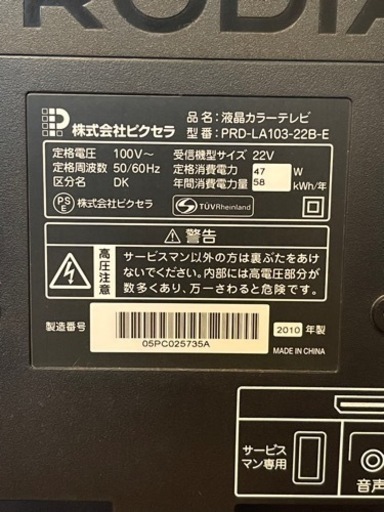 PRODIA
株式会社ピクセラ
品名:液晶カラーテレビ
型番:PRD-LA103-22B-E
定格電圧 100V～
定格周波数 50/60Hz
区分名 DK
受信機型サイズ 22V
定格消費電力 47 W
年間消費電力量 58 kWh/年
PSE 株式会社ピクセラ
TÜVRheinland
警告
高圧注意
サービスマン以外の方は裏ぶたをあけ
ないでください。内部には高電圧部分が
数多くあり、万一さわると危険です。
製造番号
05PC025735A
2010 年製
MADE IN CHINA
サービス
マン専用
音声